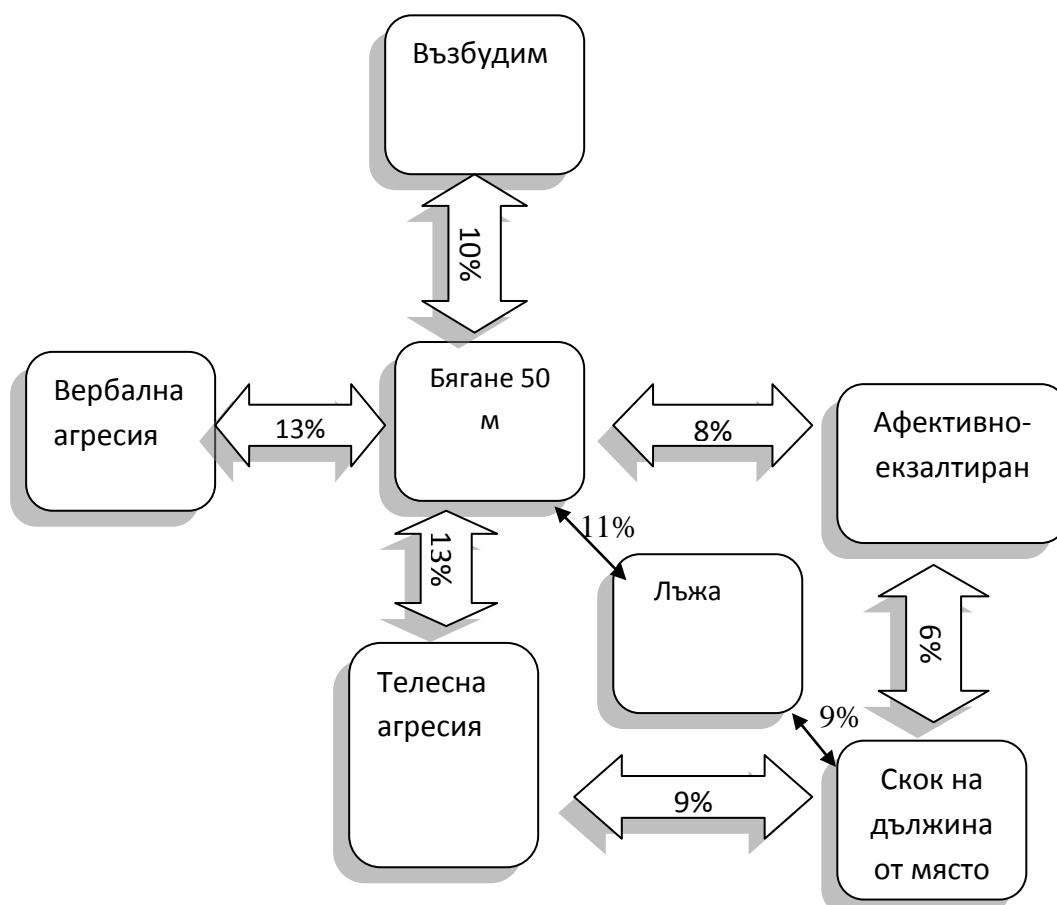 Възбудим
10%
Вербална
агресия
13%
Бягане 50
м
8%
Афективно-
екзалтиран
13%
11%
Лъжа
6%
Телесна
агресия
9%
9%
Скок на
дължина
от място